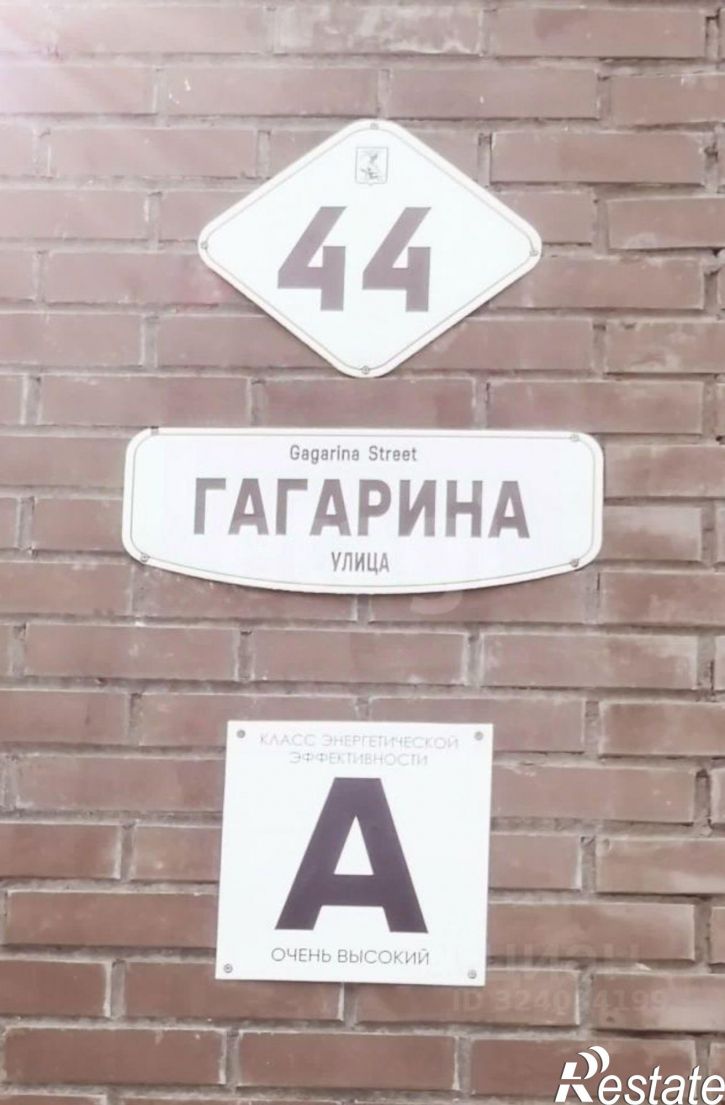 44
Gagarina Street
ГАГАРИНА
УЛИЦА
КЛАСС ЭНЕРГЕТИЧЕСКОЙ
ЭФФЕКТИВНОСТИ
А
ОЧЕНЬ ВЫСОКИЙ
Restate